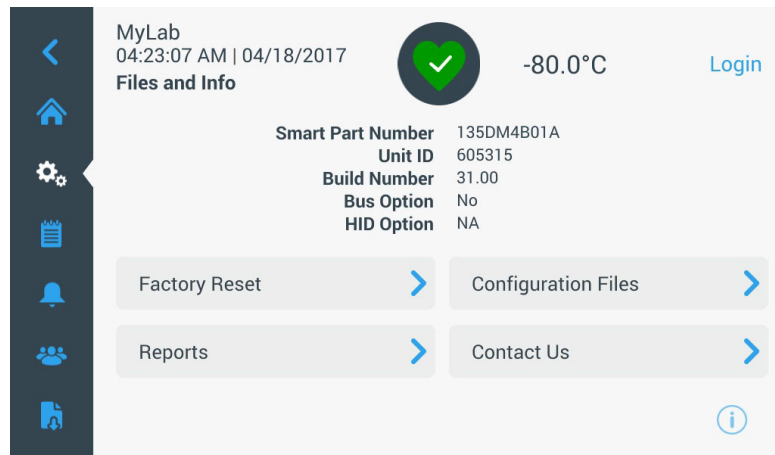 MyLab
04:23:07 AM | 04/18/2017
Files and Info
-80.0°C
Login
Smart Part Number 135DM4B01A
Unit ID 605315
Build Number 31.00
Bus Option No
HID Option NA
Factory Reset
Configuration Files
Reports
Contact Us